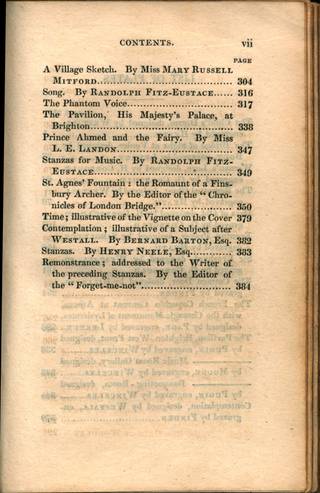 CONTENTS. vii
PAGE
A Village Sketch. By Miss MARY RUSSELL
MITFORD.................................. 304
Song. By RANDOLPH FITZ-EUSTACE...... 316
The Phantom Voice......................... 317
The Pavilion, His Majesty's Palace, at
Brighton................................... 338
Prince Ahmed and the Fairy. By Miss
L. E. LANDON............................ 347
Stanzas for Music. By RANDOLPH FITZ-
EUSTACE................................... 349
St. Agnes' Fountain: the Romaunt of a Fins-
bury Archer. By the Editor of the "Chro-
nicles of London Bridge."................. 350
Time; illustrative of the Vignette on the Cover 379
Contemplation; illustrative of a Subject after
WESTALL. By BERNARD BARTON, Esq. 382
Stanzas. By HENRY NEELE, Esq............ 383
Remonstrance; addressed to the Writer of
the preceding Stanzas. By the Editor of
the "Forget-me-not"...................... 384